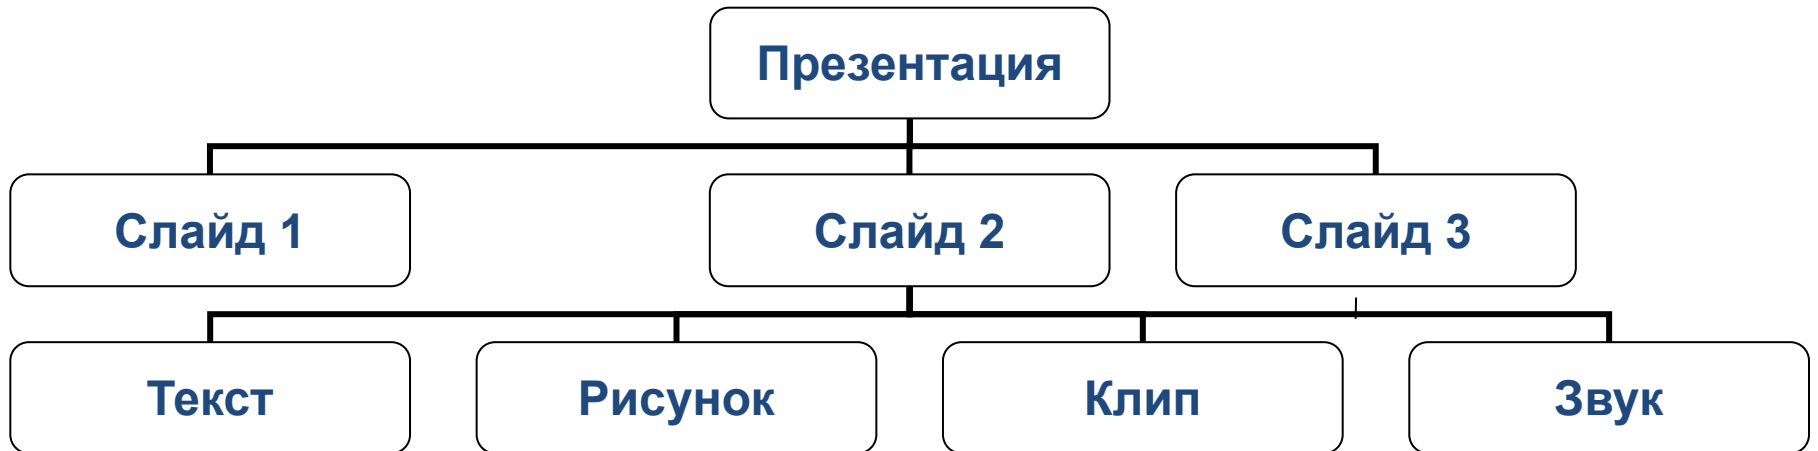 Презентация
Слайд 1
Слайд 2
Слайд 3
Текст
Рисунок
Клип
Звук